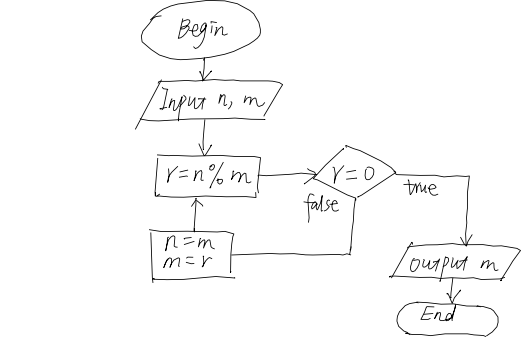 Begin
Input n, m
r=n%m
r=0
true
false
n=m
m=r
output m
End